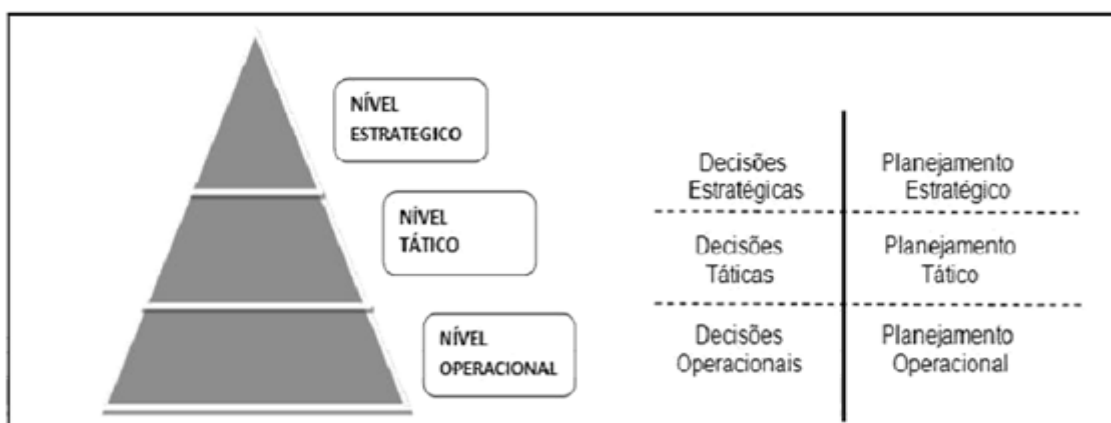 NÍVEL
ESTRATEGICO
NÍVEL
TÁTICO
NÍVEL
OPERACIONAL
Decisões
Estratégicas
Planejamento
Estratégico
Decisões
Táticas
Planejamento
Tático
Decisões
Operacionais
Planejamento
Operacional